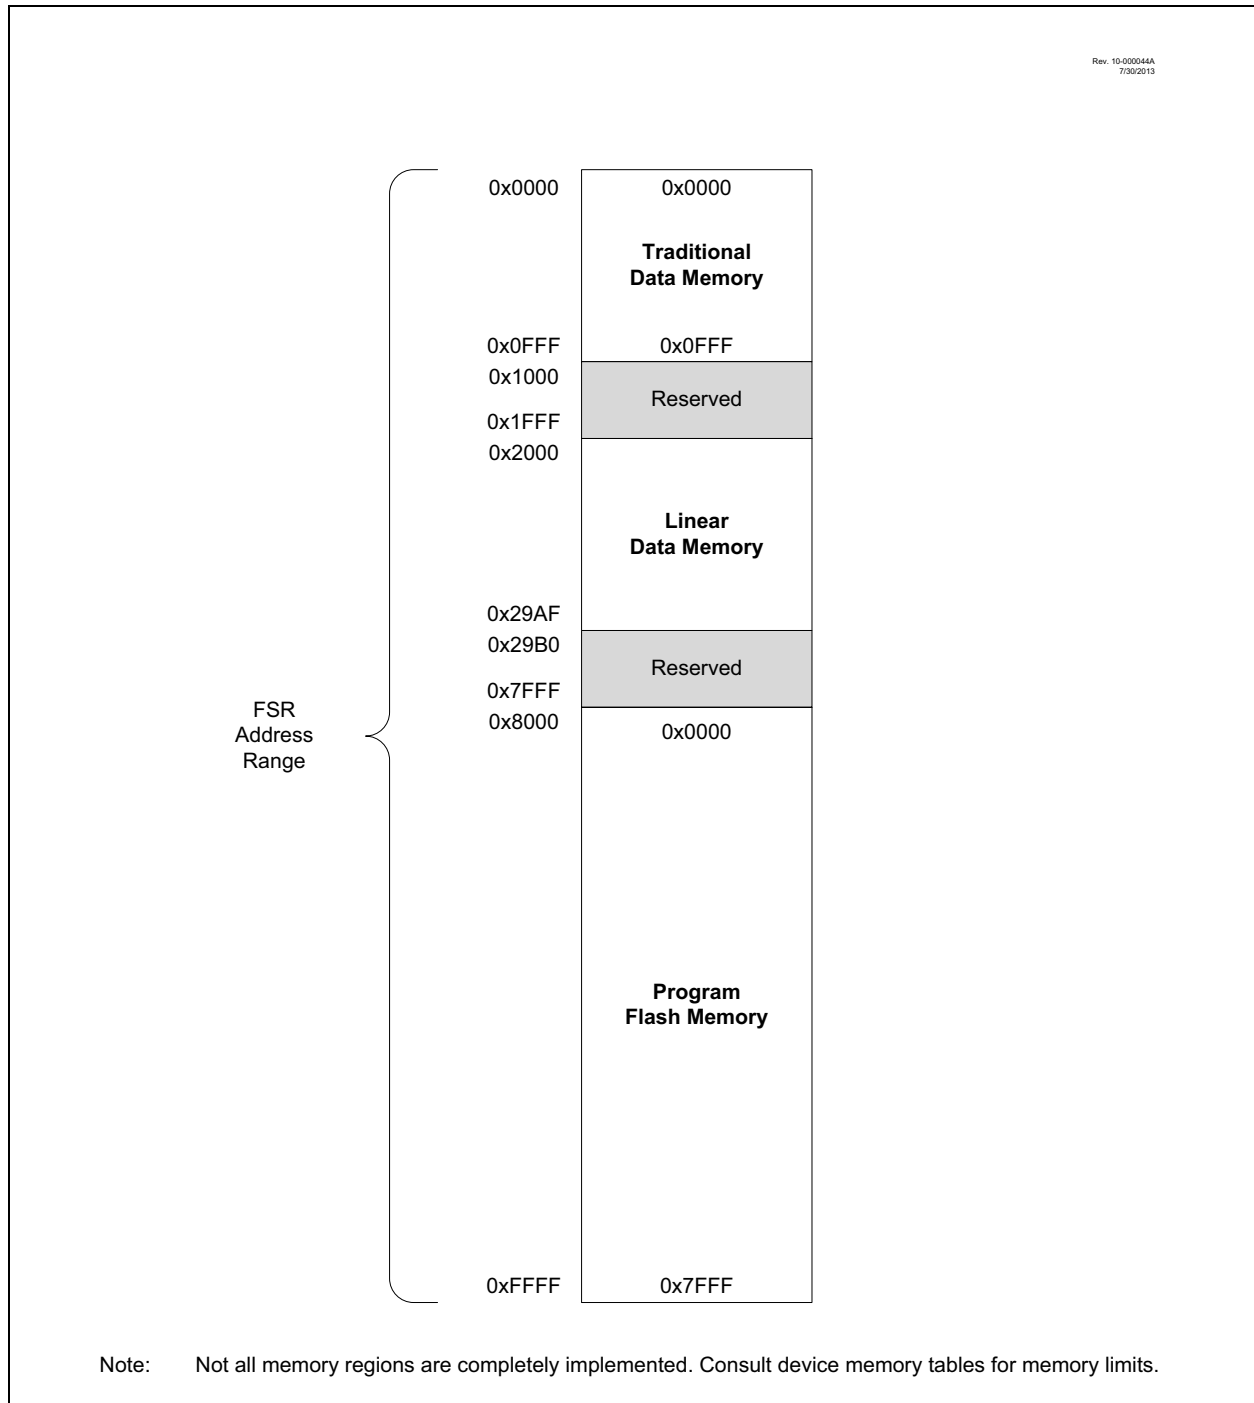 Rev. 10-000044A
7/30/2013
0x0000 0x0000
Traditional
Data Memory
0x0FFF 0x0FFF
0x1000
Reserved
0x1FFF
0x2000
Linear
Data Memory
0x29AF
0x29B0
Reserved
0x7FFF
0x8000 0x0000
FSR
Address
Range
Program
Flash Memory
0xFFFF 0x7FFF
Note: Not all memory regions are completely implemented. Consult device memory tables for memory limits.